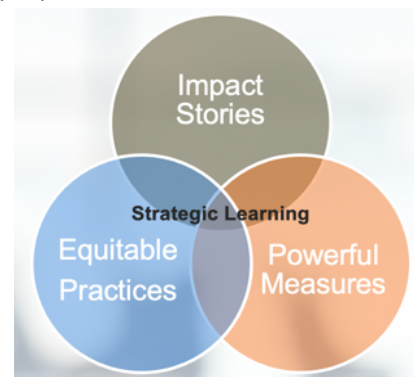 Impact
Stories
Strategic Learning
Equitable
Practices
Powerful
Measures